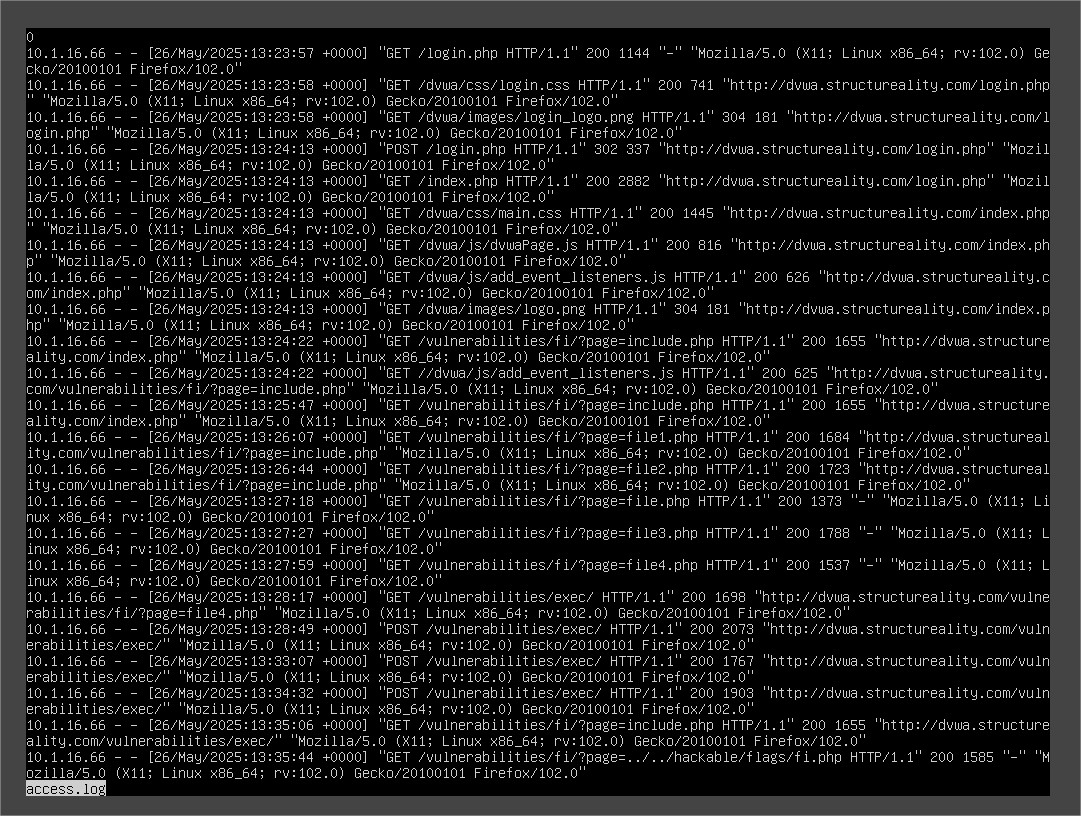 0
10.1.16.66 - - [26/May/2025:13:23:57 +0000] "GET /login.php HTTP/1.1" 200 1144 "-" "Mozilla/5.0 (X11; Linux x86_64; rv:102.0) Ge
cko/20100101 Firefox/102.0"
10.1.16.66 - - [26/May/2025:13:23:58 +0000] "GET /dvwa/css/login.css HTTP/1.1" 200 741 "http://dvwa.structureality.com/login.php
" "Mozilla/5.0 (X11; Linux x86_64; rv:102.0) Gecko/20100101 Firefox/102.0"
10.1.16.66 - - [26/May/2025:13:23:58 +0000] "GET /dvwa/images/login_logo.png HTTP/1.1" 304 181 "http://dvwa.structureality.com/l
ogin.php" "Mozilla/5.0 (X11; Linux x86_64; rv:102.0) Gecko/20100101 Firefox/102.0"
10.1.16.66 - - [26/May/2025:13:24:13 +0000] "POST /login.php HTTP/1.1" 302 337 "http://dvwa.structureality.com/login.php" "Mozil
la/5.0 (X11; Linux x86_64; rv:102.0) Gecko/20100101 Firefox/102.0"
10.1.16.66 - - [26/May/2025:13:24:13 +0000] "GET /index.php HTTP/1.1" 200 2882 "http://dvwa.structureality.com/login.php" "Mozil
la/5.0 (X11; Linux x86_64; rv:102.0) Gecko/20100101 Firefox/102.0"
10.1.16.66 - - [26/May/2025:13:24:13 +0000] "GET /dvwa/css/main.css HTTP/1.1" 200 1445 "http://dvwa.structureality.com/index.php
" "Mozilla/5.0 (X11; Linux x86_64; rv:102.0) Gecko/20100101 Firefox/102.0"
10.1.16.66 - - [26/May/2025:13:24:13 +0000] "GET /dvwa/js/dvwaPage.js HTTP/1.1" 200 816 "http://dvwa.structureality.com/index.ph
p" "Mozilla/5.0 (X11; Linux x86_64; rv:102.0) Gecko/20100101 Firefox/102.0"
10.1.16.66 - - [26/May/2025:13:24:13 +0000] "GET /dvwa/js/add_event_listeners.js HTTP/1.1" 200 626 "http://dvwa.structureality.c
om/index.php" "Mozilla/5.0 (X11; Linux x86_64; rv:102.0) Gecko/20100101 Firefox/102.0"
10.1.16.66 - - [26/May/2025:13:24:13 +0000] "GET /dvwa/images/logo.png HTTP/1.1" 304 181 "http://dvwa.structureality.com/index.p
hp" "Mozilla/5.0 (X11; Linux x86_64; rv:102.0) Gecko/20100101 Firefox/102.0"
10.1.16.66 - - [26/May/2025:13:24:22 +0000] "GET /vulnerabilities/fi/?page=include.php HTTP/1.1" 200 1655 "http://dvwa.structure
ality.com/index.php" "Mozilla/5.0 (X11; Linux x86_64; rv:102.0) Gecko/20100101 Firefox/102.0"
10.1.16.66 - - [26/May/2025:13:24:22 +0000] "GET //dvwa/js/add_event_listeners.js HTTP/1.1" 200 625 "http://dvwa.structureality.
com/vulnerabilities/fi/?page=include.php" "Mozilla/5.0 (X11; Linux x86_64; rv:102.0) Gecko/20100101 Firefox/102.0"
10.1.16.66 - - [26/May/2025:13:25:47 +0000] "GET /vulnerabilities/fi/?page=include.php HTTP/1.1" 200 1655 "http://dvwa.structure
ality.com/index.php" "Mozilla/5.0 (X11; Linux x86_64; rv:102.0) Gecko/20100101 Firefox/102.0"
10.1.16.66 - - [26/May/2025:13:26:07 +0000] "GET /vulnerabilities/fi/?page=file1.php HTTP/1.1" 200 1684 "http://dvwa.structureal
ity.com/vulnerabilities/fi/?page=include.php" "Mozilla/5.0 (X11; Linux x86_64; rv:102.0) Gecko/20100101 Firefox/102.0"
10.1.16.66 - - [26/May/2025:13:26:44 +0000] "GET /vulnerabilities/fi/?page=file2.php HTTP/1.1" 200 1723 "http://dvwa.structureal
ity.com/vulnerabilities/fi/?page=include.php" "Mozilla/5.0 (X11; Linux x86_64; rv:102.0) Gecko/20100101 Firefox/102.0"
10.1.16.66 - - [26/May/2025:13:27:18 +0000] "GET /vulnerabilities/fi/?page=file.php HTTP/1.1" 200 1373 "-" "Mozilla/5.0 (X11; Li
nux x86_64; rv:102.0) Gecko/20100101 Firefox/102.0"
10.1.16.66 - - [26/May/2025:13:27:27 +0000] "GET /vulnerabilities/fi/?page=file3.php HTTP/1.1" 200 1788 "-" "Mozilla/5.0 (X11; L
inux x86_64; rv:102.0) Gecko/20100101 Firefox/102.0"
10.1.16.66 - - [26/May/2025:13:27:59 +0000] "GET /vulnerabilities/fi/?page=file4.php HTTP/1.1" 200 1537 "-" "Mozilla/5.0 (X11; L
inux x86_64; rv:102.0) Gecko/20100101 Firefox/102.0"
10.1.16.66 - - [26/May/2025:13:28:17 +0000] "GET /vulnerabilities/exec/ HTTP/1.1" 200 1698 "http://dvwa.structureality.com/vulne
rabilities/fi/?page=file4.php" "Mozilla/5.0 (X11; Linux x86_64; rv:102.0) Gecko/20100101 Firefox/102.0"
10.1.16.66 - - [26/May/2025:13:28:49 +0000] "POST /vulnerabilities/exec/ HTTP/1.1" 200 2073 "http://dvwa.structureality.com/vuln
erabilities/exec/" "Mozilla/5.0 (X11; Linux x86_64; rv:102.0) Gecko/20100101 Firefox/102.0"
10.1.16.66 - - [26/May/2025:13:33:07 +0000] "POST /vulnerabilities/exec/ HTTP/1.1" 200 1767 "http://dvwa.structureality.com/vuln
erabilities/exec/" "Mozilla/5.0 (X11; Linux x86_64; rv:102.0) Gecko/20100101 Firefox/102.0"
10.1.16.66 - - [26/May/2025:13:34:32 +0000] "POST /vulnerabilities/exec/ HTTP/1.1" 200 1903 "http://dvwa.structureality.com/vuln
erabilities/exec/" "Mozilla/5.0 (X11; Linux x86_64; rv:102.0) Gecko/20100101 Firefox/102.0"
10.1.16.66 - - [26/May/2025:13:35:06 +0000] "GET /vulnerabilities/fi/?page=include.php HTTP/1.1" 200 1655 "http://dvwa.structure
ality.com/vulnerabilities/exec/" "Mozilla/5.0 (X11; Linux x86_64; rv:102.0) Gecko/20100101 Firefox/102.0"
10.1.16.66 - - [26/May/2025:13:35:44 +0000] "GET /vulnerabilities/fi/?page=../../hackable/flags/fi.php HTTP/1.1" 200 1585 "-" "M
ozilla/5.0 (X11; Linux x86_64; rv:102.0) Gecko/20100101 Firefox/102.0"
access.log